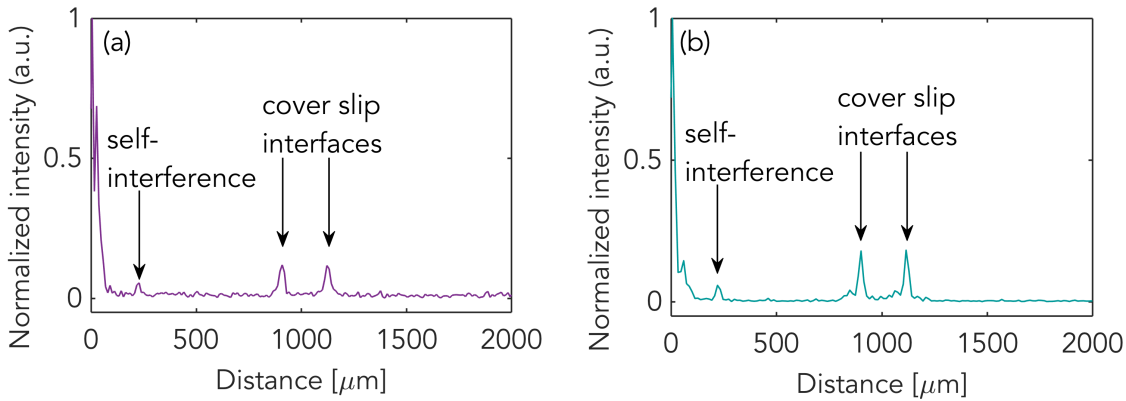 (a)
Normalized intensity (a.u.)
1
0.5
0
self-
interference
cover slip
interfaces
0
500
1000
1500
2000
Distance [μm]
(b)
Normalized intensity (a.u.)
1
0.5
0
self-
interference
cover slip
interfaces
0
500
1000
1500
2000
Distance [μm]